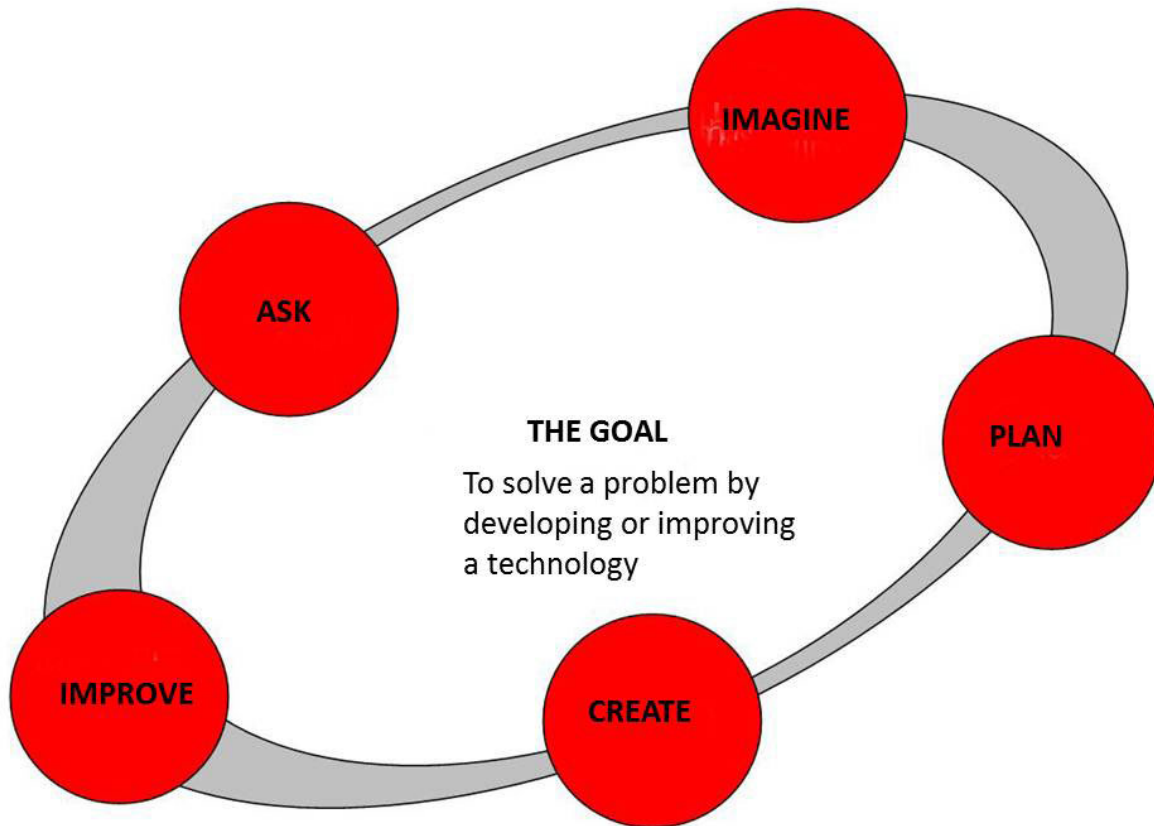 IMAGINE
ASK
THE GOAL
To solve a problem by
developing or improving
a technology
PLAN
IMPROVE
CREATE